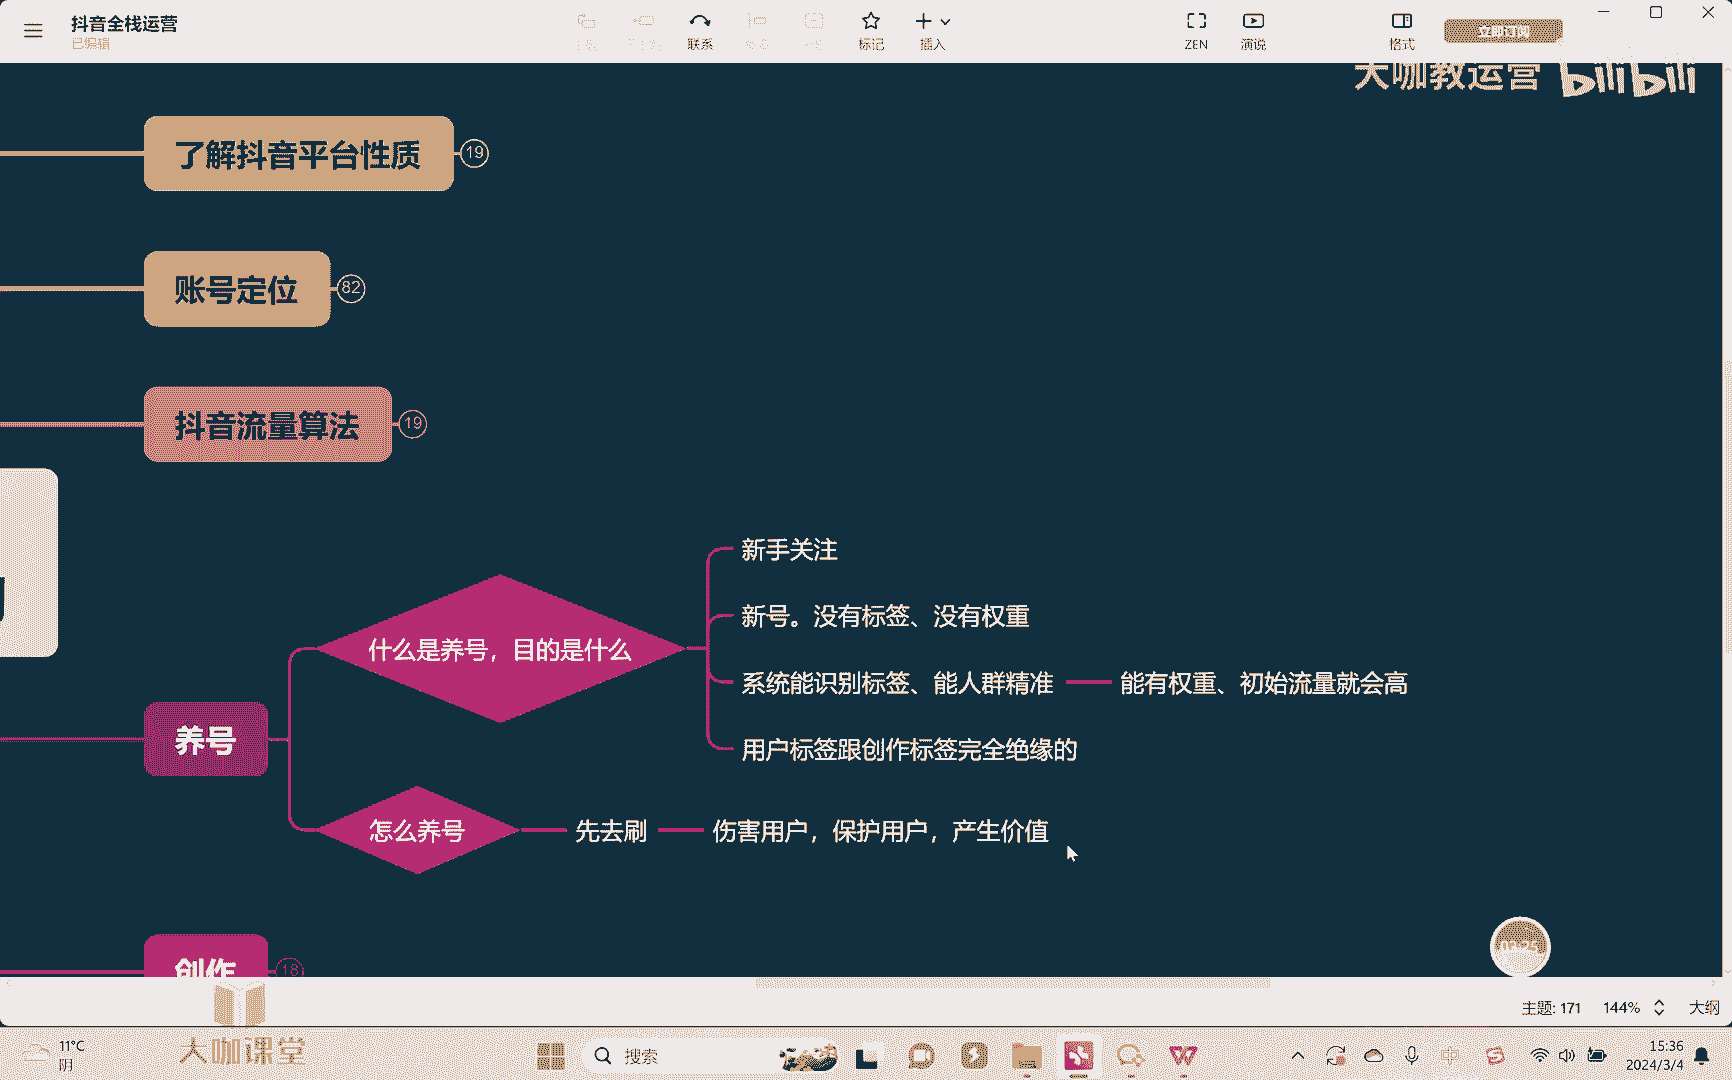 抖音全栈运营
已编辑
联系
标记
插入
ZEN
演说
格式
立即订阅
大咖教运营 bilibili
了解抖音平台性质
19
账号定位
82
抖音流量算法
19
新手关注
新号。没有标签、没有权重
什么是养号，目的是什么
系统能识别标签、能人群精准
能有权重、初始流量就会高
用户标签跟创作标签完全绝缘的
养号
怎么养号
先去刷
伤害用户，保护用户，产生价值
创作
18
主题: 171
144%
大纲
大咖课堂
11°C
阴
搜索
中
15:36
2024/3/4